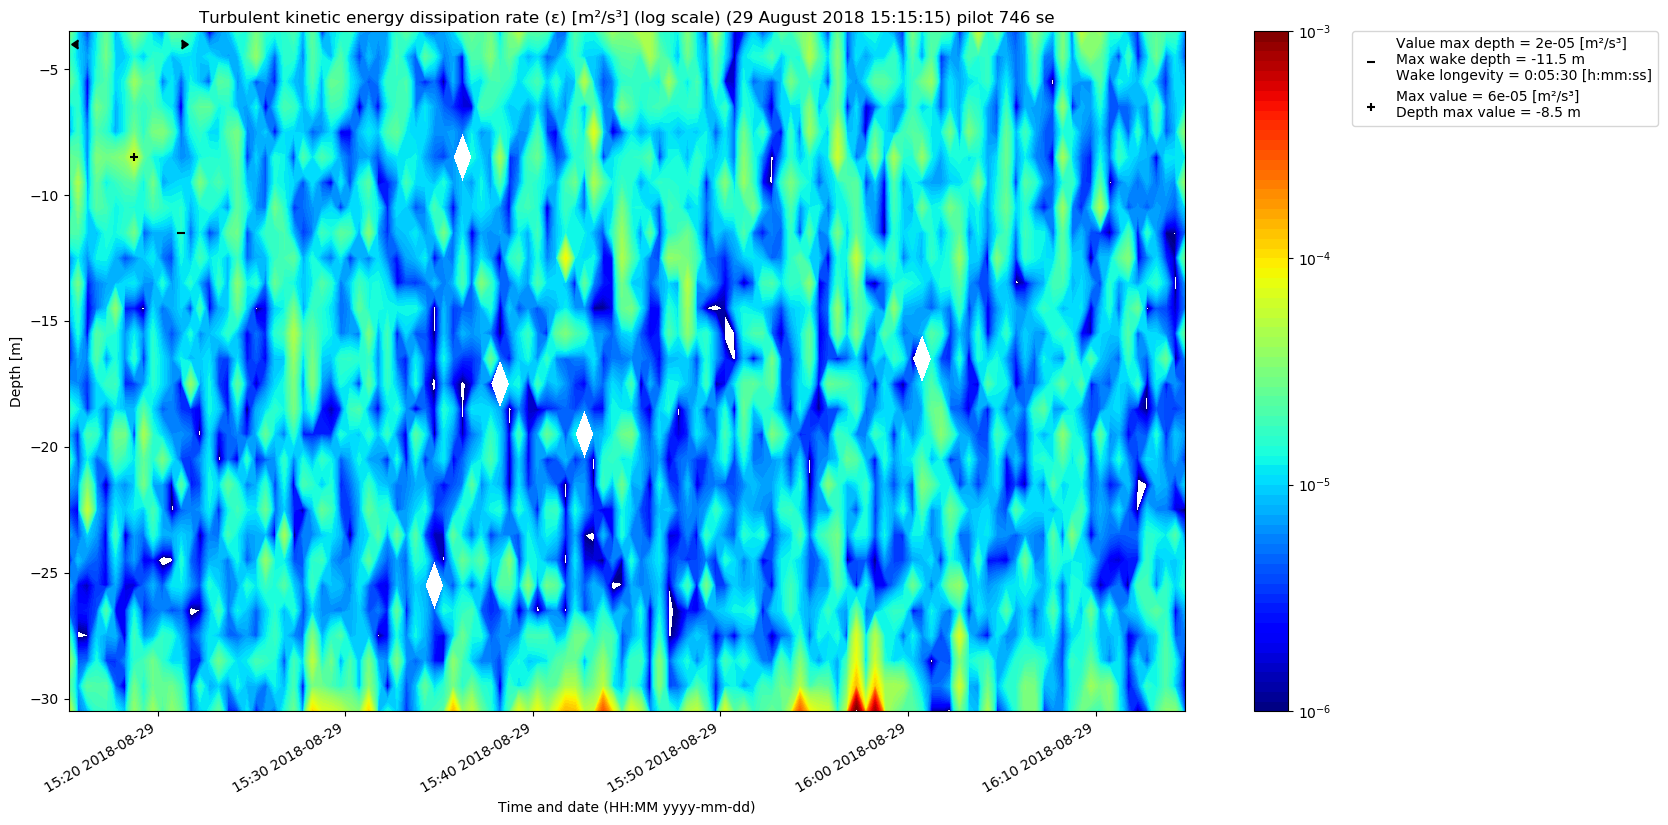 Turbulent kinetic energy dissipation rate (ε) [m²/s³] (log scale) (29 August 2018 15:15:15) pilot 746 se
Depth [m]
−5
−10
−15
−20
−25
−30
15:20 2018-08-29
15:30 2018-08-29
15:40 2018-08-29
15:50 2018-08-29
16:00 2018-08-29
16:10 2018-08-29
Time and date (HH:MM yyyy-mm-dd)
10⁻³
10⁻⁴
10⁻⁵
10⁻⁶
Value max depth = 2e-05 [m²/s³]
Max wake depth = -11.5 m
Wake longevity = 0:05:30 [h:mm:ss]
Max value = 6e-05 [m²/s³]
Depth max value = -8.5 m